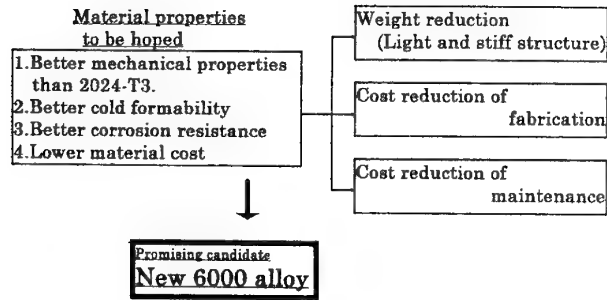 Material properties
to be hoped
1.Better mechanical properties
than 2024-T3.
2.Better cold formability
3.Better corrosion resistance
4.Lower material cost
Weight reduction
(Light and stiff structure)
Cost reduction of
fabrication
Cost reduction of
maintenance
Promising candidate
New 6000 alloy